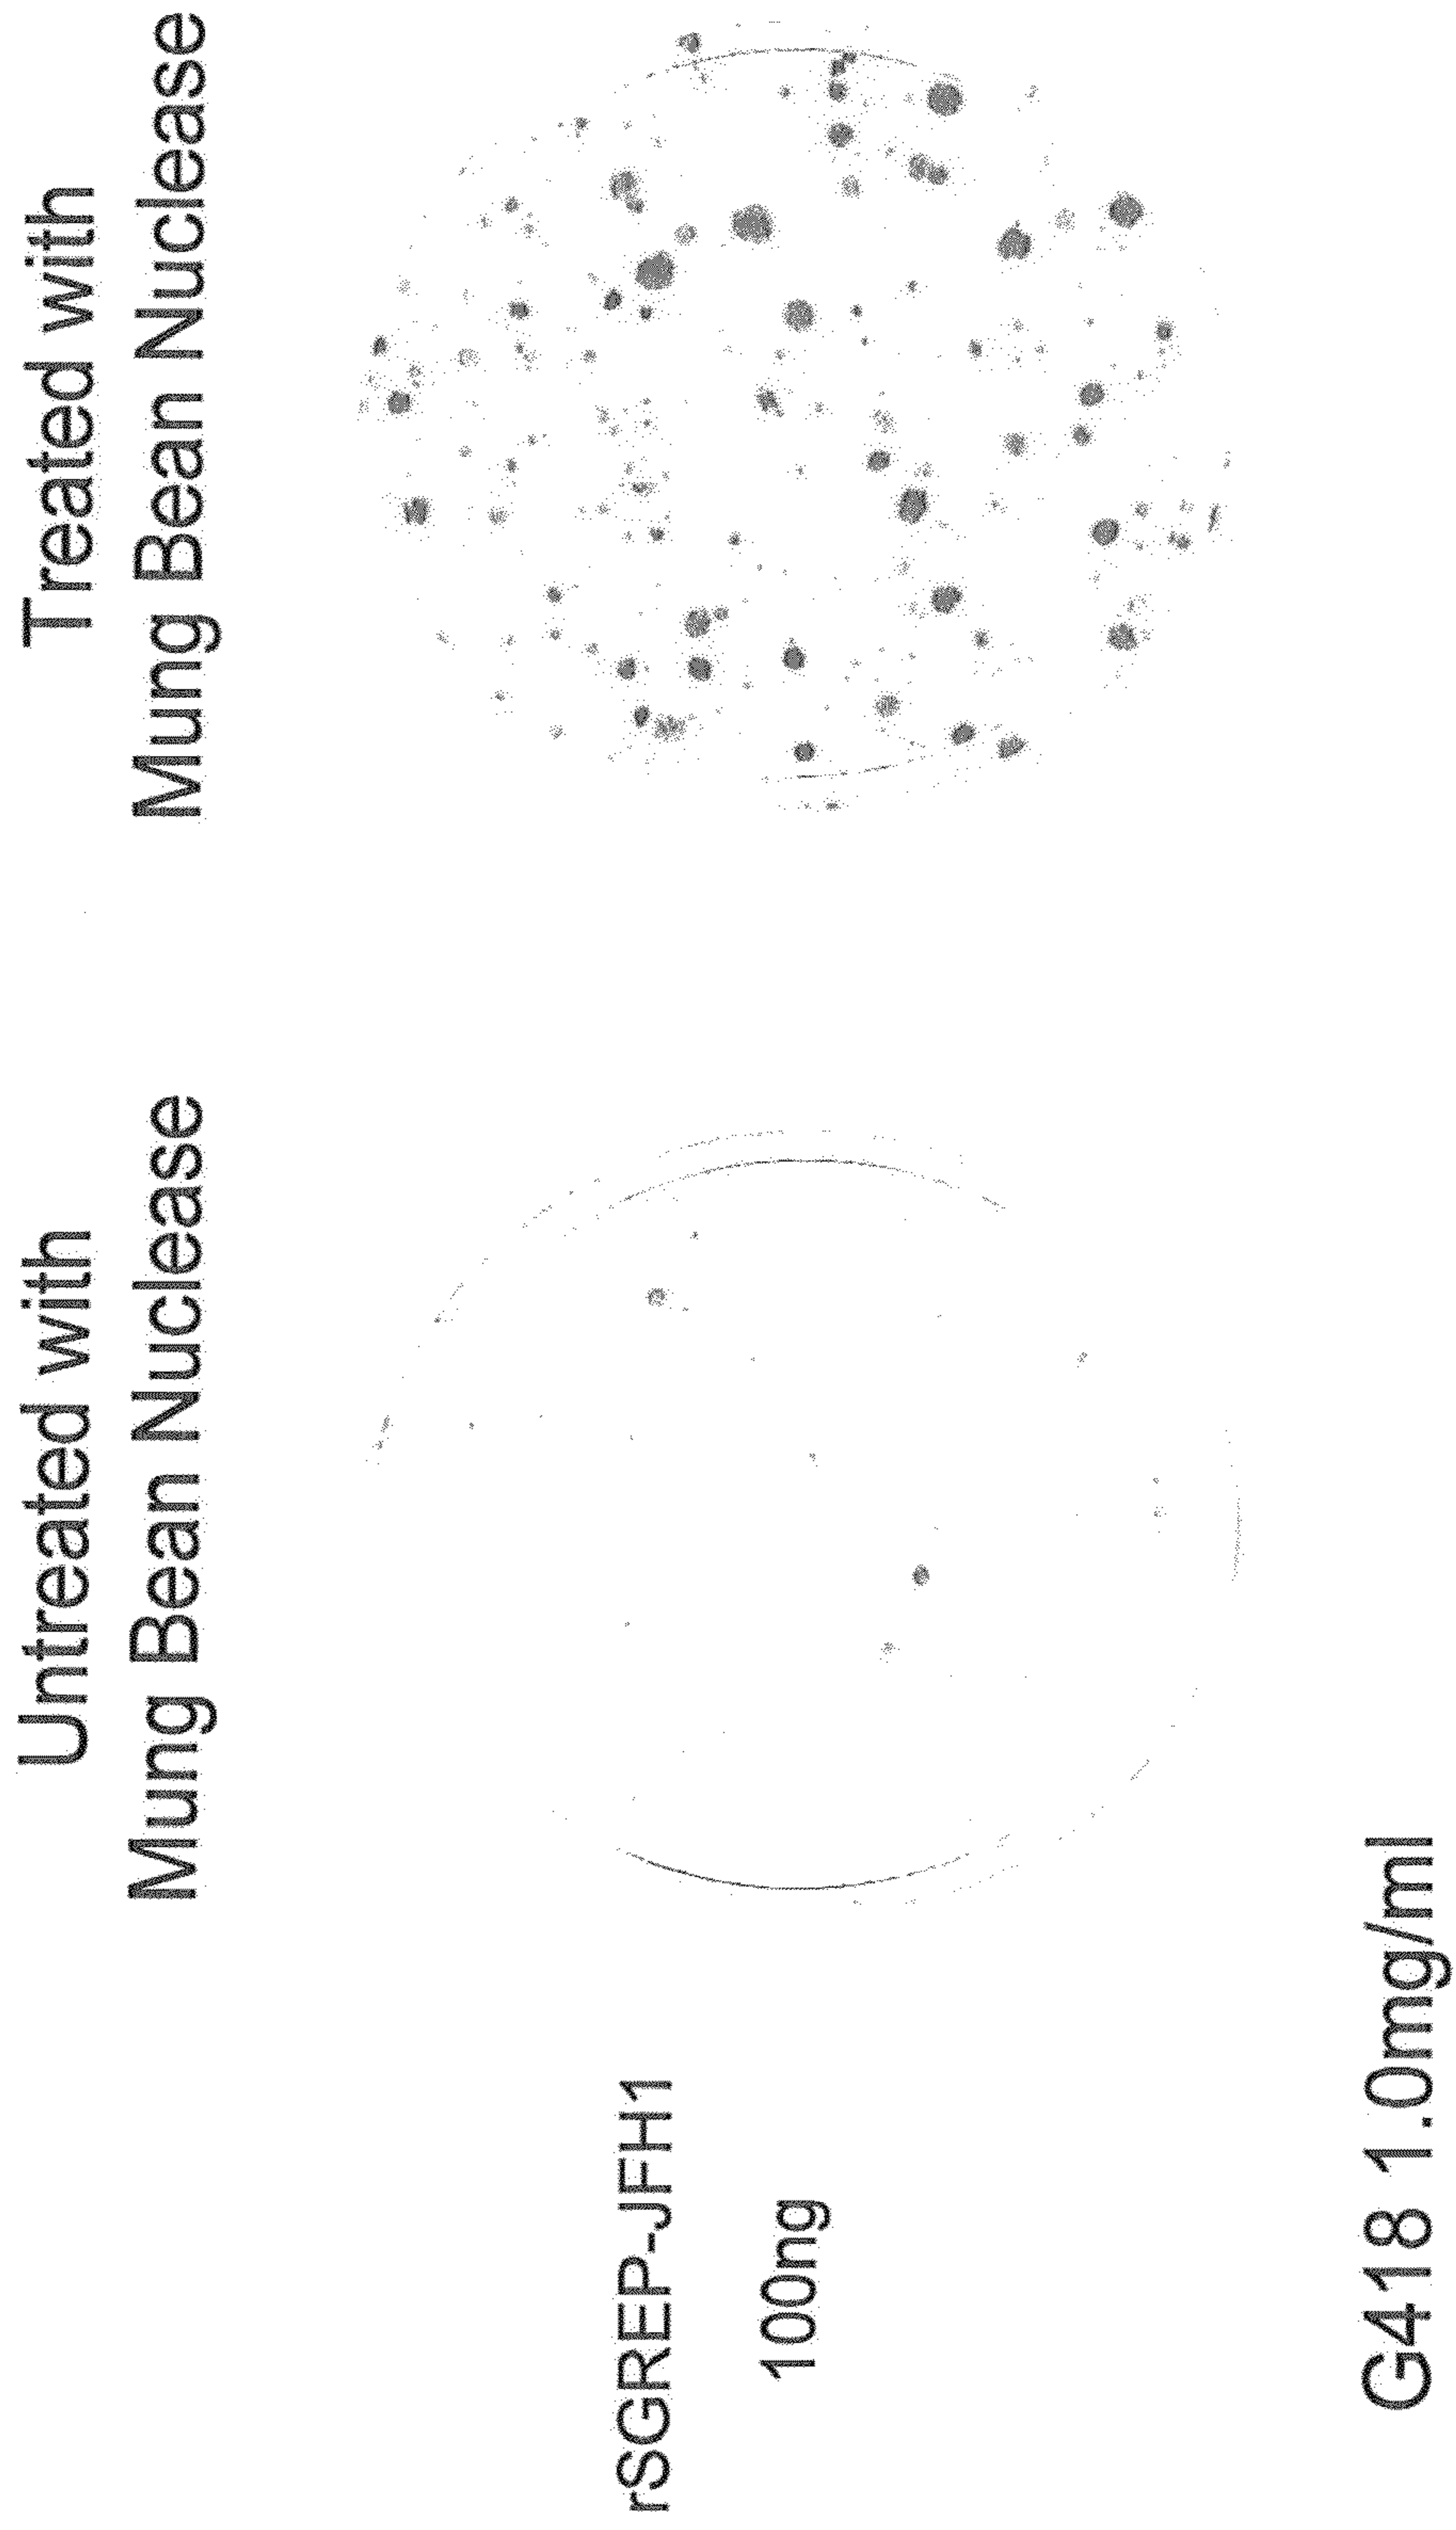 Untreated with
Mung Bean Nuclease
Treated with
Mung Bean Nuclease
rSGREP-JFH1
100ng
G418 1.0mg/ml